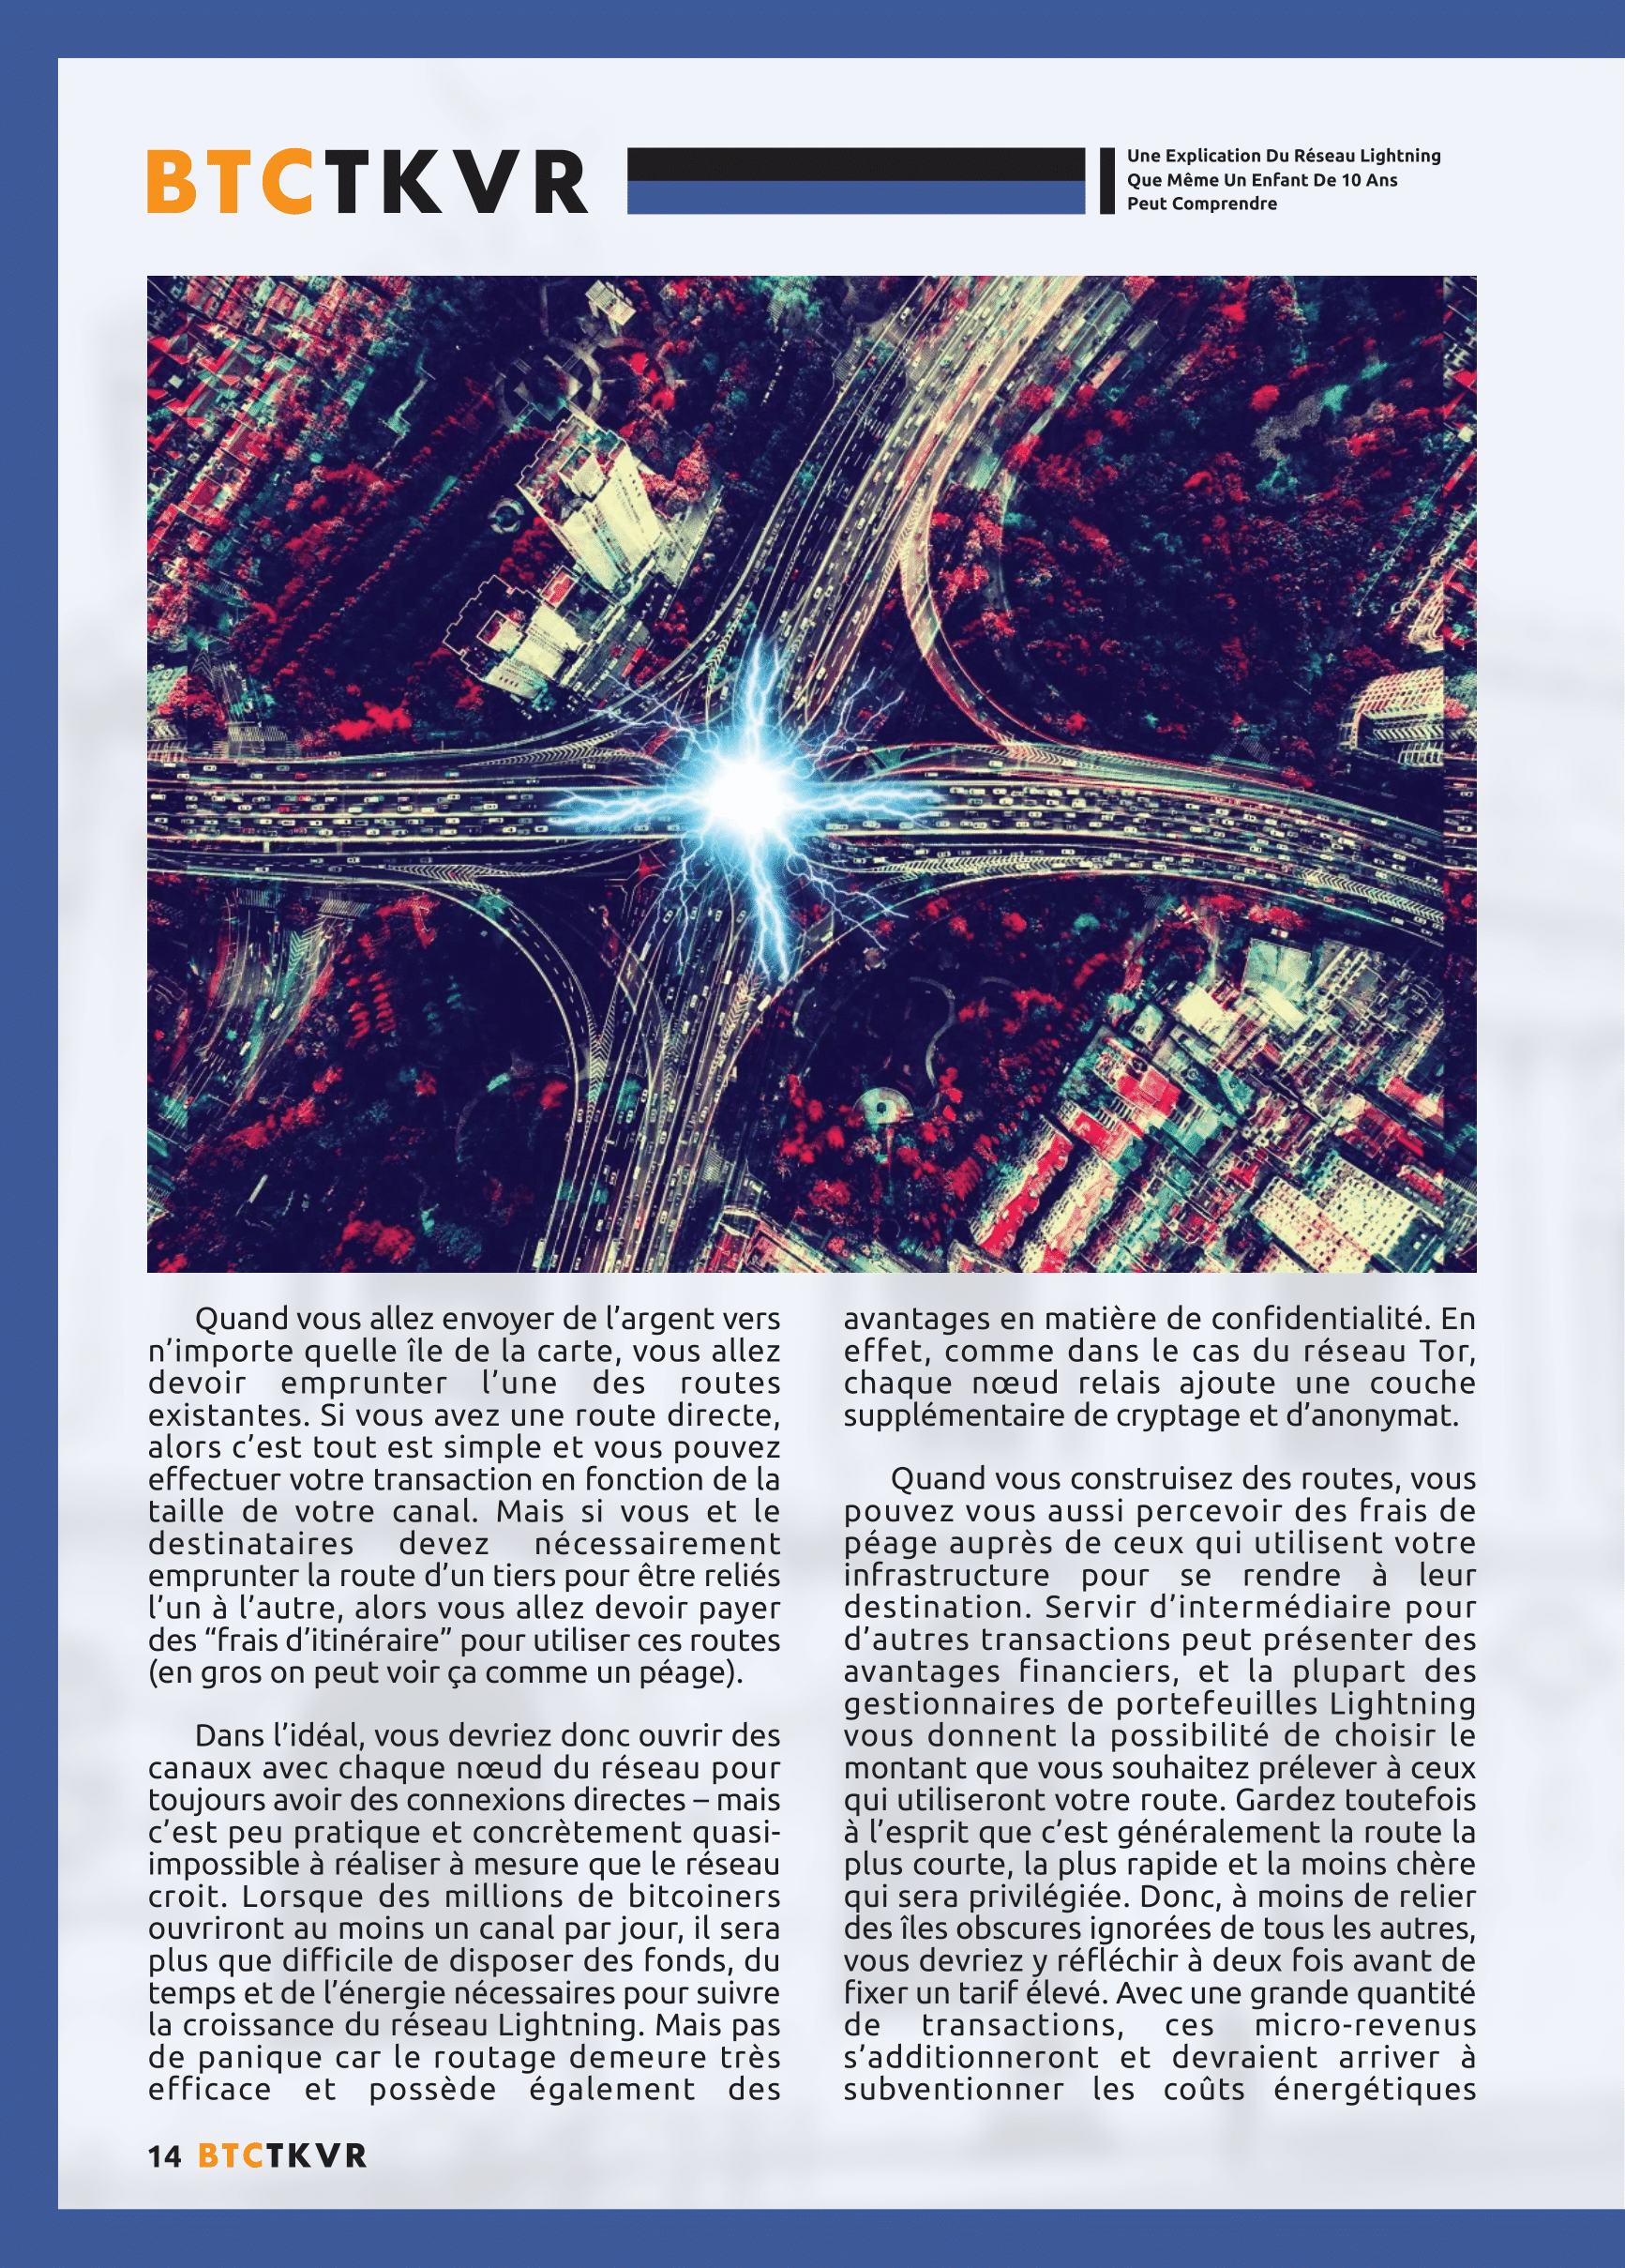 BTCTKVR
Une Explication Du Réseau Lightning
Que Même Un Enfant De 10 Ans
Peut Comprendre
Quand vous allez envoyer de l’argent vers
n’importe quelle île de la carte, vous allez
devoir emprunter l’une des routes
existantes. Si vous avez une route directe,
alors c’est tout est simple et vous pouvez
effectuer votre transaction en fonction de la
taille de votre canal. Mais si vous et le
destinataires devez nécessairement
emprunter la route d’un tiers pour être reliés
l’un à l’autre, alors vous allez devoir payer
des “frais d’itinéraire” pour utiliser ces routes
(en gros on peut voir ça comme un péage).
Dans l’idéal, vous devriez donc ouvrir des
canaux avec chaque nœud du réseau pour
toujours avoir des connexions directes – mais
c’est peu pratique et concrètement quasi-
impossible à réaliser à mesure que le réseau
croit. Lorsque des millions de bitcoiners
ouvriront au moins un canal par jour, il sera
plus que difficile de disposer des fonds, du
temps et de l’énergie nécessaires pour suivre
la croissance du réseau Lightning. Mais pas
de panique car le routage demeure très
efficace et possède également des
avantages en matière de confidentialité. En
effet, comme dans le cas du réseau Tor,
chaque nœud relais ajoute une couche
supplémentaire de cryptage et d’anonymat.
Quand vous construisez des routes, vous
pouvez vous aussi percevoir des frais de
péage auprès de ceux qui utilisent votre
infrastructure pour se rendre à leur
destination. Servir d’intermédiaire pour
d’autres transactions peut présenter des
avantages financiers, et la plupart des
gestionnaires de portefeuilles Lightning
vous donnent la possibilité de choisir le
montant que vous souhaitez prélever à ceux
qui utiliseront votre route. Gardez toutefois
à l’esprit que c’est généralement la route la
plus courte, la plus rapide et la moins chère
qui sera privilégiée. Donc, à moins de relier
des îles obscures ignorées de tous les autres,
vous devriez y réfléchir à deux fois avant de
fixer un tarif élevé. Avec une grande quantité
de transactions, ces micro-revenus
s’additionneront et devraient arriver à
subventionner les coûts énergétiques
14 BTCTKVR